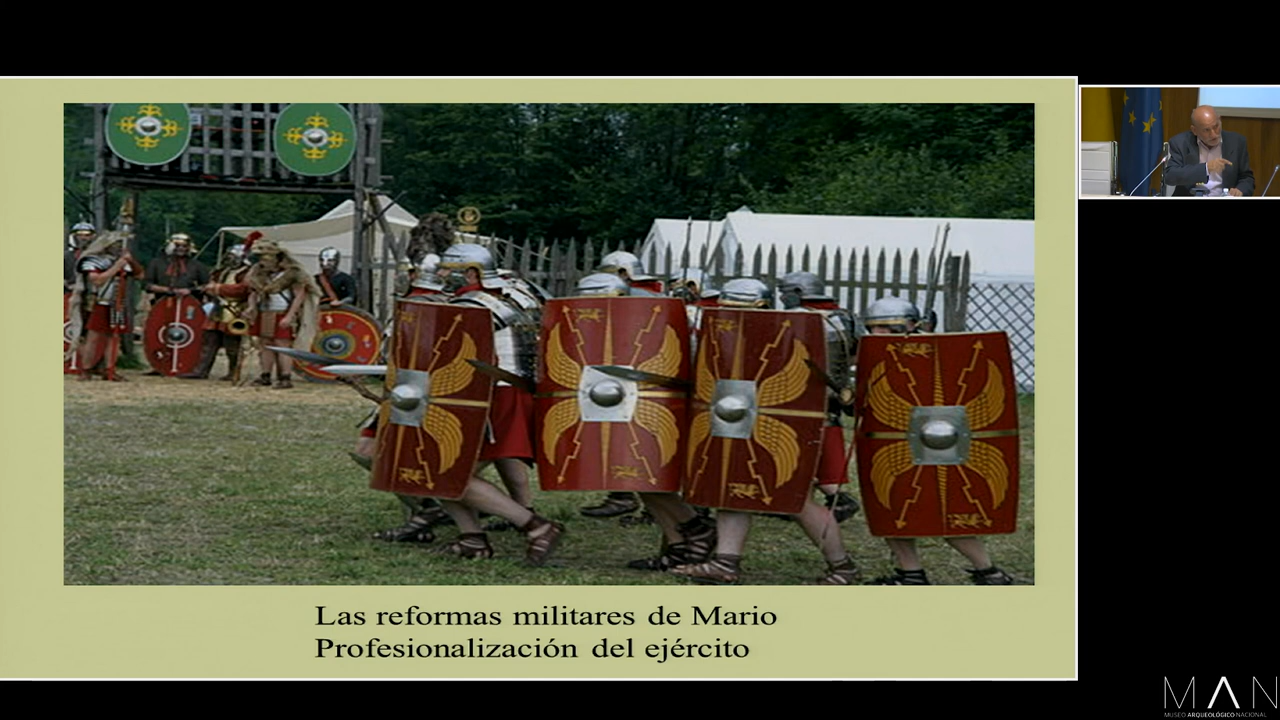 Las reformas militares de Mario
Profesionalización del ejército
MAN
MUSEO ARQUEOLÓGICO NACIONAL